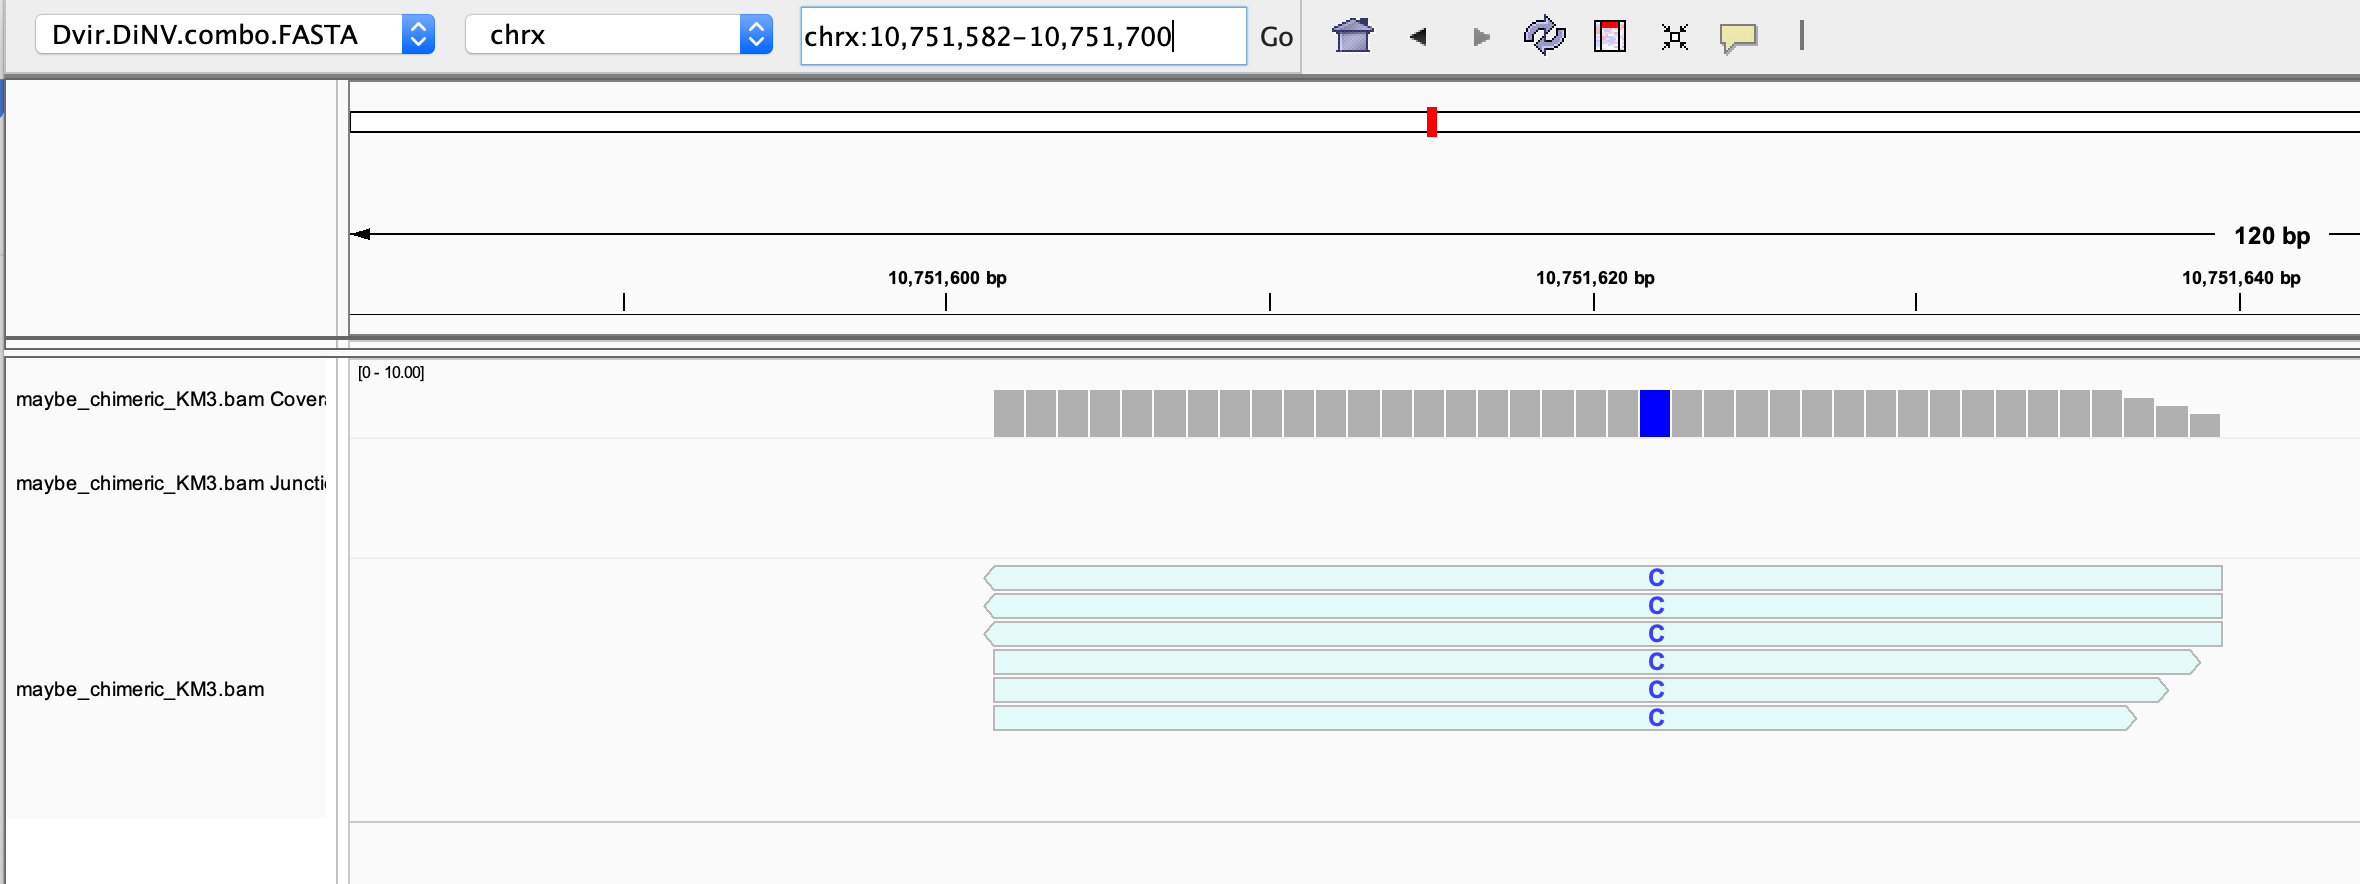 Dvir.DiNV.combo.FASTA chrx chrx:10,751,582-10,751,700 Go
120 bp
10,751,600 bp 10,751,620 bp 10,751,640 bp
[0 - 10.00]
maybe_chimeric_KM3.bam Covera
maybe_chimeric_KM3.bam Juncti
C
C
C
C
maybe_chimeric_KM3.bam C
C